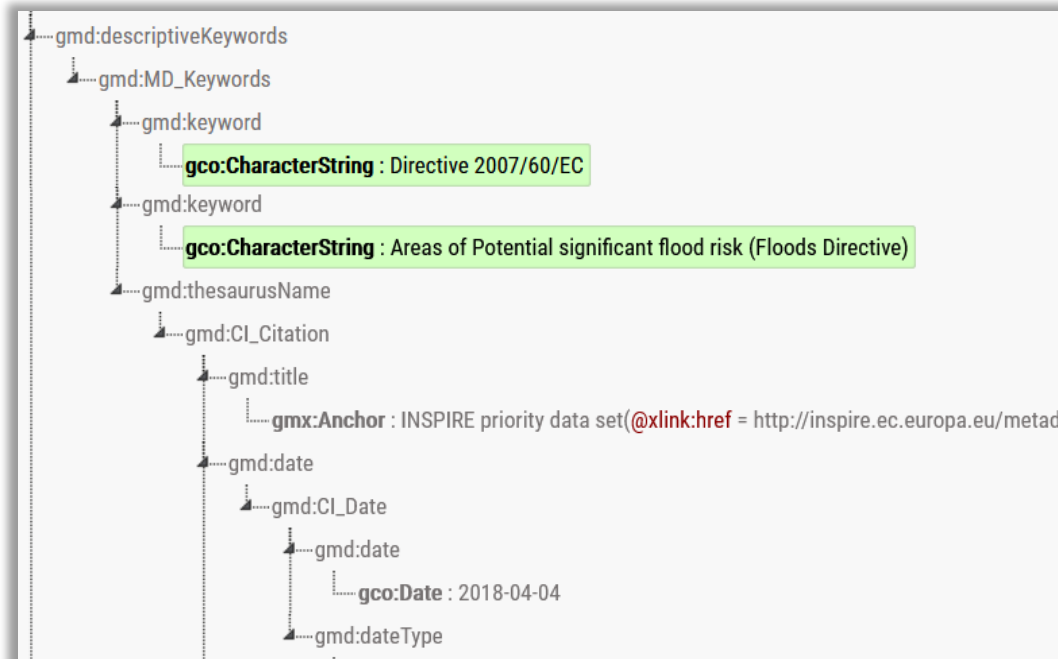 gmd:descriptiveKeywords
gmd:MD_Keywords
gmd:keyword
gco:CharacterString : Directive 2007/60/EC
gmd:keyword
gco:CharacterString : Areas of Potential significant flood risk (Floods Directive)
gmd:thesaurusName
gmd:CI_Citation
gmd:title
gmx:Anchor : INSPIRE priority data set(@xlink:href = http://inspire.ec.europa.eu/metad
gmd:date
gmd:CI_Date
gmd:date
gco:Date : 2018-04-04
gmd:dateType